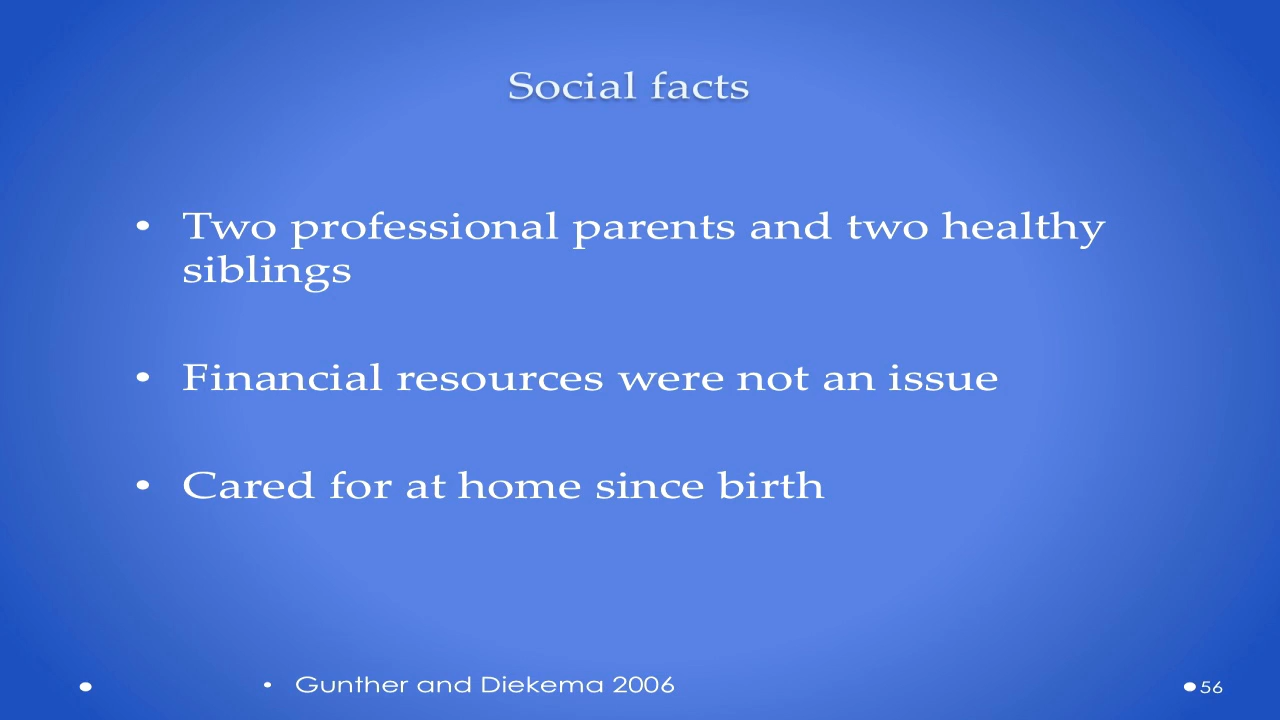 Social facts
• Two professional parents and two healthy
siblings
• Financial resources were not an issue
• Cared for at home since birth
• Gunther and Diekema 2006
56